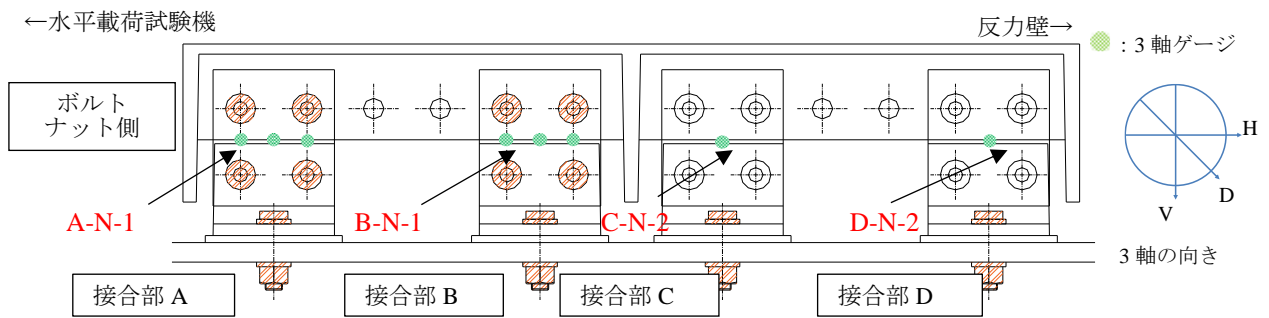 ←水平載荷試験機
反力壁→
：3 軸ゲージ
ボルト
ナット側
H
D
V
A-N-1
B-N-1
C-N-2
D-N-2
3 軸の向き
接合部 A
接合部 B
接合部 C
接合部 D